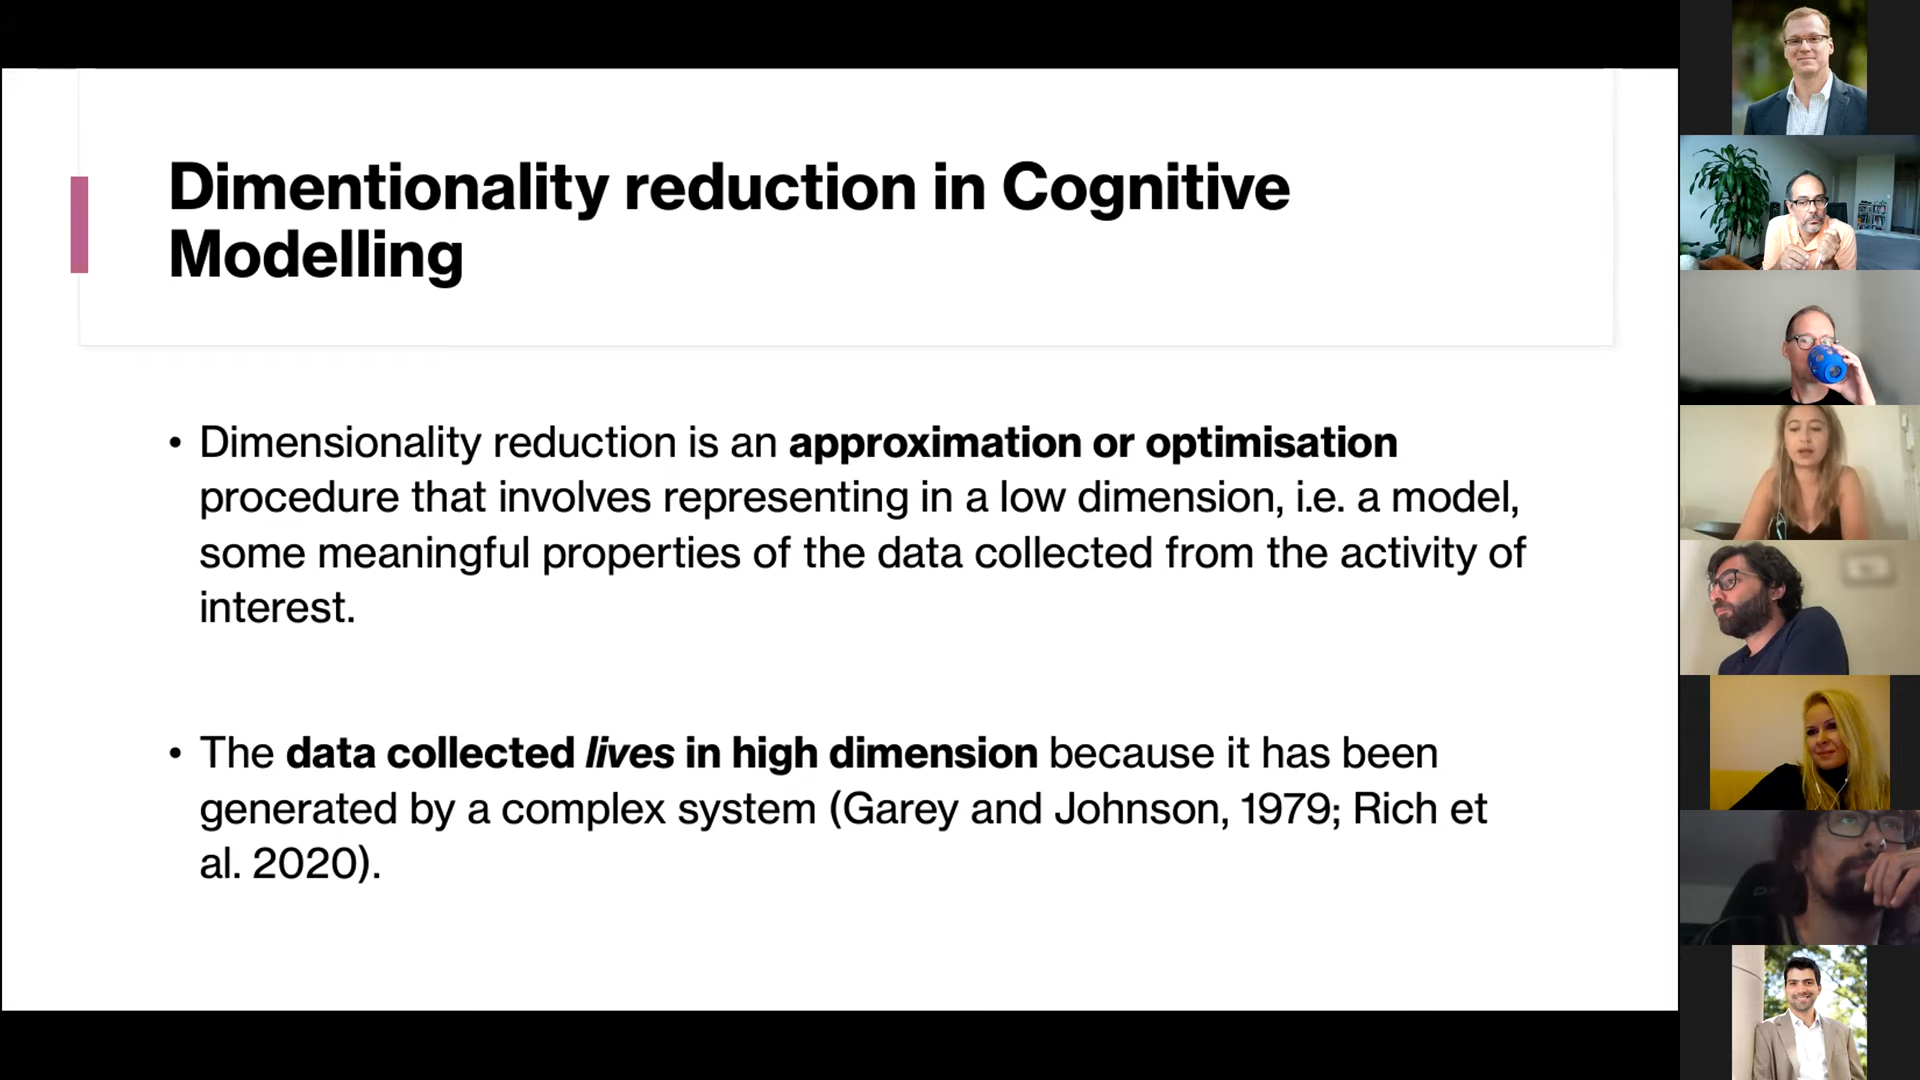 Dimentionality reduction in Cognitive
Modelling
• Dimensionality reduction is an approximation or optimisation
procedure that involves representing in a low dimension, i.e. a model,
some meaningful properties of the data collected from the activity of
interest.
• The data collected lives in high dimension because it has been
generated by a complex system (Garey and Johnson, 1979; Rich et
al. 2020).